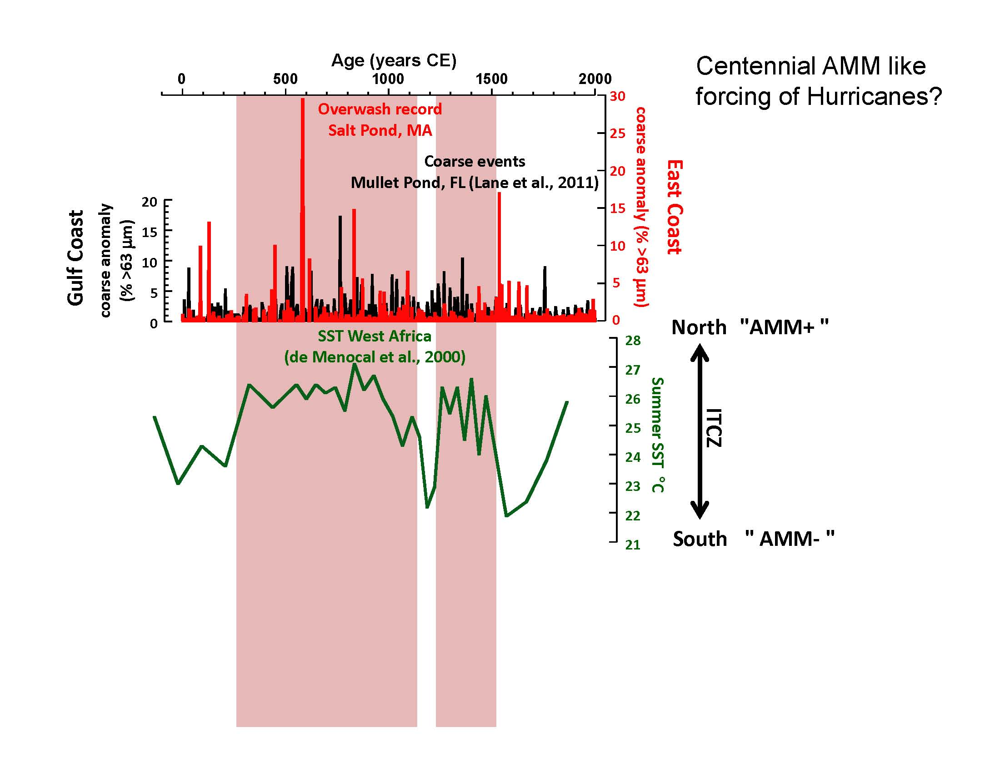 Age (years CE)
0 500 1000 1500 2000
Centennial AMM like
forcing of Hurricanes?
Overwash record
Salt Pond, MA
Coarse events
Mullet Pond, FL (Lane et al., 2011)
Gulf Coast
coarse anomaly
(% >63 µm)
20
15
10
5
0
30
25
20
15
10
5
0
coarse anomaly (% >63 µm)
East Coast
SST West Africa
(de Menocal et al., 2000)
28
27
26
25
24
23
22
21
Summer SST °C
North "AMM+ "
ITCZ
South " AMM- "